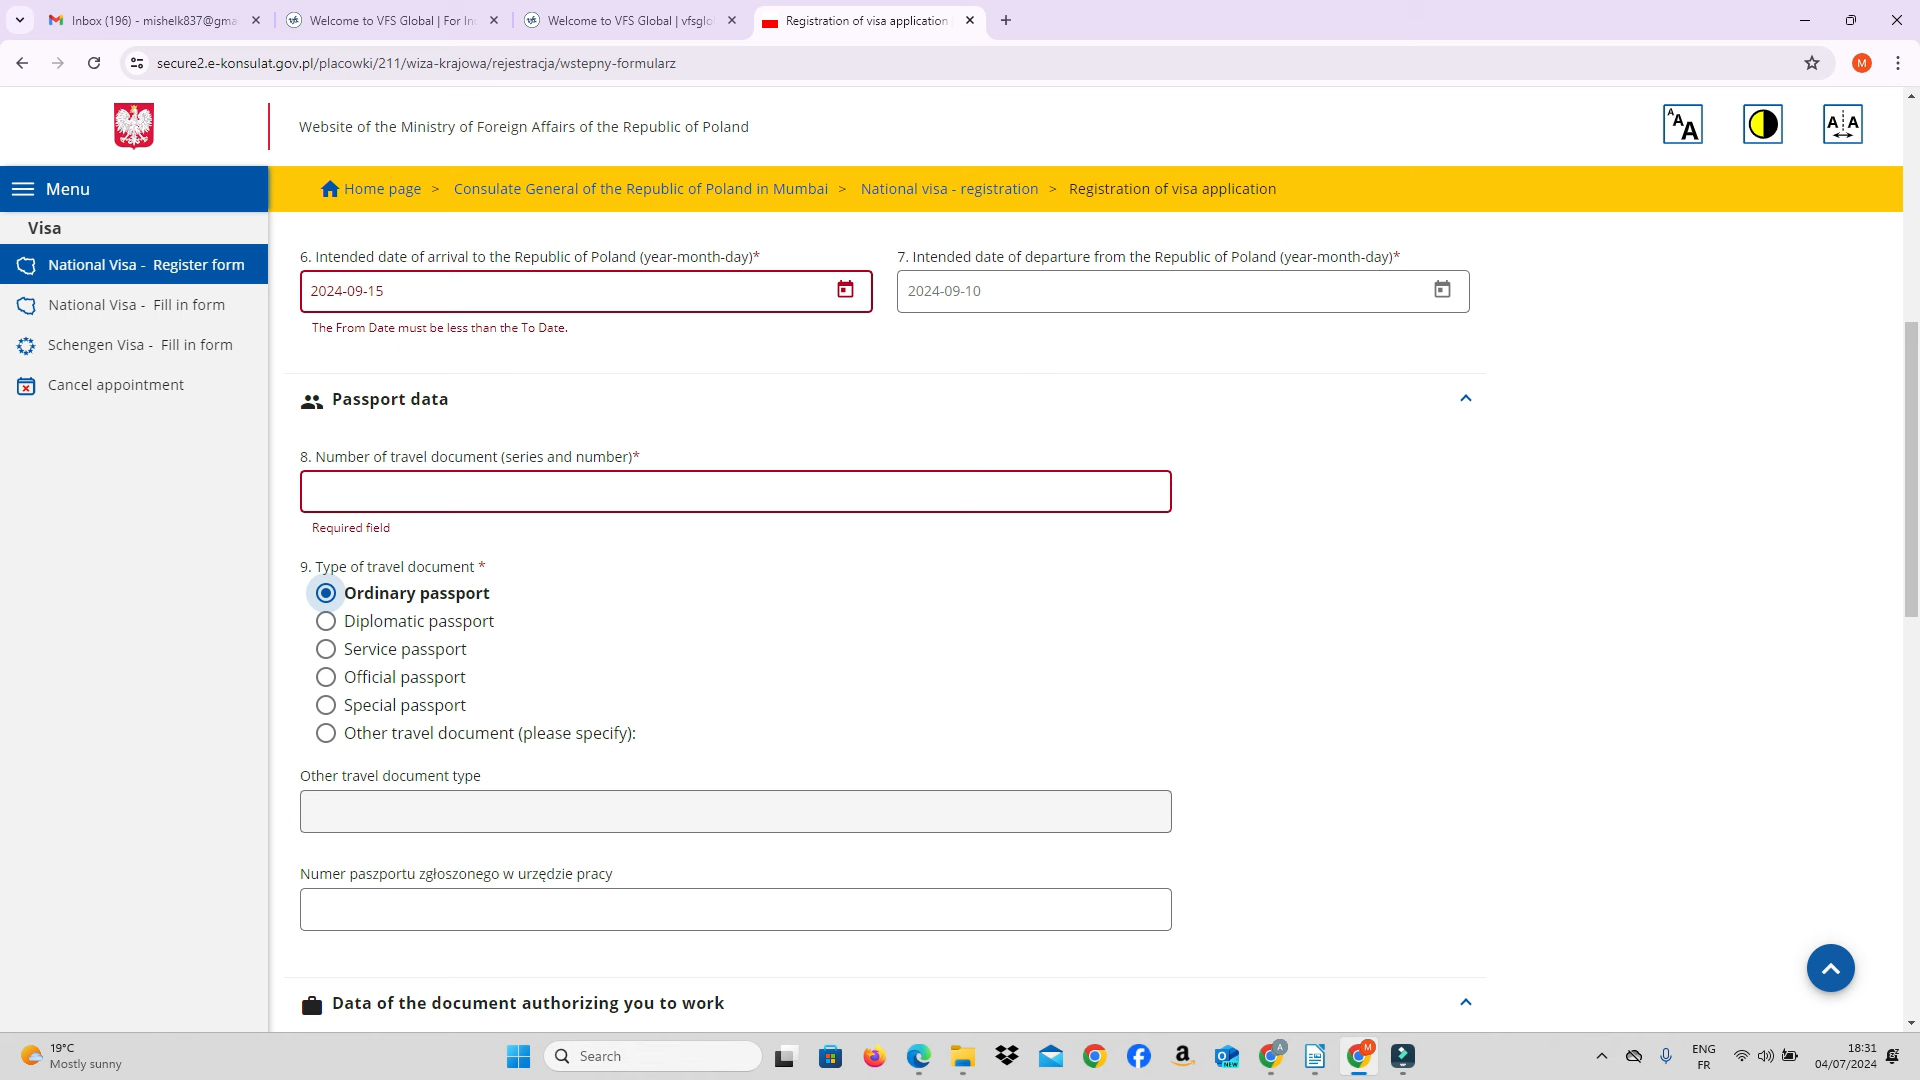 Inbox (196) - mishelk837@gma
Welcome to VFS Global | For In
Welcome to VFS Global | vfsglo
Registration of visa application
secure2.e-konsulat.gov.pl/placowki/211/wiza-krajowa/rejestracja/wstepny-formularz
M
Website of the Ministry of Foreign Affairs of the Republic of Poland
A A A
A A
Menu
Home page > Consulate General of the Republic of Poland in Mumbai > National visa - registration > Registration of visa application
Visa
National Visa - Register form
National Visa - Fill in form
Schengen Visa - Fill in form
Cancel appointment
6. Intended date of arrival to the Republic of Poland (year-month-day)*
7. Intended date of departure from the Republic of Poland (year-month-day)*
2024-09-15
2024-09-10
The From Date must be less than the To Date.
Passport data
8. Number of travel document (series and number)*
Required field
9. Type of travel document *
Ordinary passport
Diplomatic passport
Service passport
Official passport
Special passport
Other travel document (please specify):
Other travel document type
Numer paszportu zgłoszonego w urzędzie pracy
Data of the document authorizing you to work
19°C
Mostly sunny
Search
NEW
A
M
ENG
FR
18:31
04/07/2024